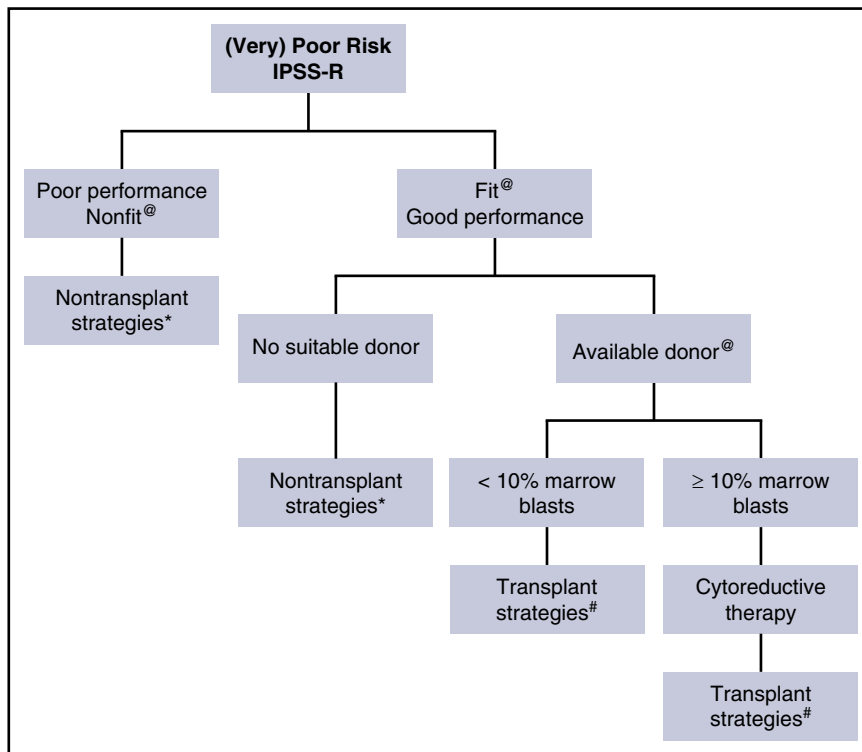 (Very) Poor Risk
IPSS-R
Poor performance
Nonfit@
Fit@
Good performance
Nontransplant
strategies*
No suitable donor
Available donor@
Nontransplant
strategies*
< 10% marrow
blasts
≥ 10% marrow
blasts
Transplant
strategies#
Cytoreductive
therapy
Transplant
strategies#